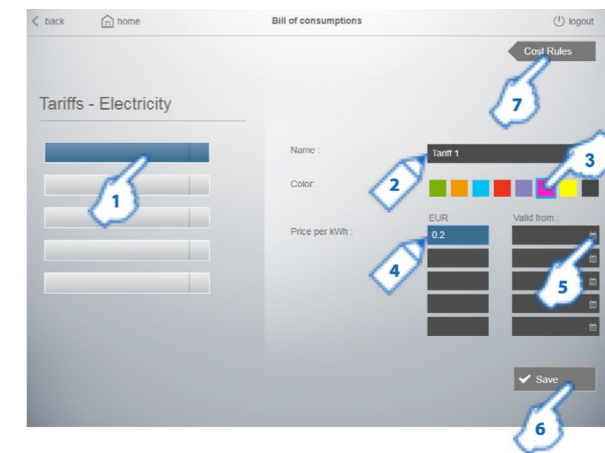 back home Bill of consumptions logout
Cost Rules
7
Tariffs - Electricity
Name :
Tariff 1
3
1
Color:
2
EUR
Valid from :
Price per kWh :
0.2
4
5
Save
6